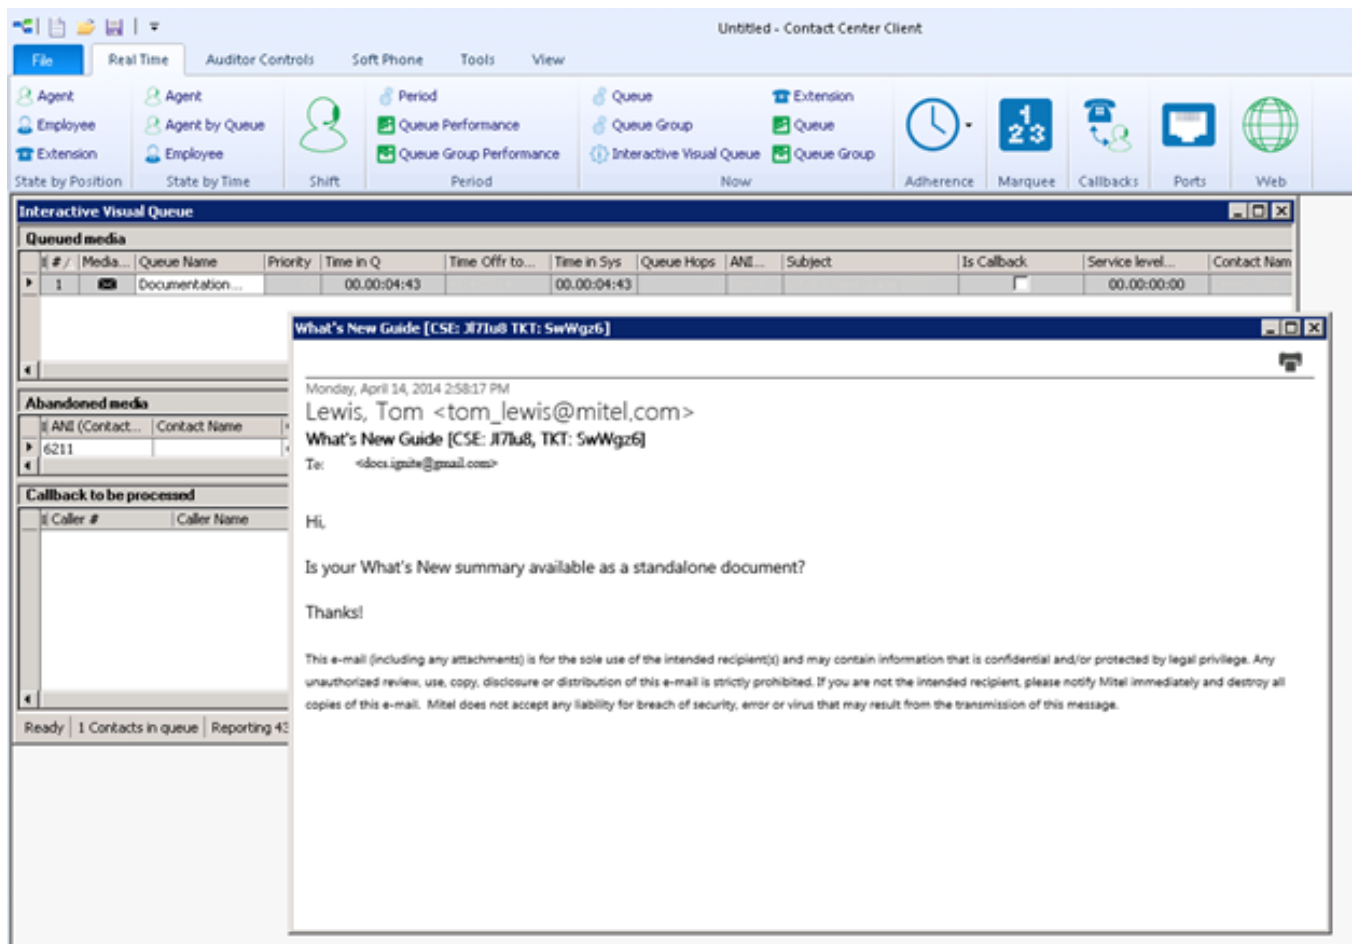 Untitled - Contact Center Client
File Real Time Auditor Controls Soft Phone Tools View
Agent Agent Period Queue Extension
Employee Agent by Queue Queue Performance Queue Group Queue
Extension Employee Queue Group Performance Interactive Visual Queue Queue Group
State by Position State by Time Shift Period Now Adherence Marquee Callbacks Ports Web
Interactive Visual Queue
Queued media
# Media... Queue Name Priority Time in Q Time Offr to... Time in Sys Queue Hops ANI... Subject Is Callback Service level... Contact Nam
1 Documentation... 00.00:04:43 00.00:04:43 00.00:00:00
What's New Guide [CSE: JI7Iu8 TKT: SwWgz6]
Monday, April 14, 2014 2:58:17 PM
Lewis, Tom <tom_lewis@mitel.com>
What's New Guide [CSE: JI7Iu8, TKT: SwWgz6]
To: <docs.ignite@gmail.com>
Hi,
Is your What's New summary available as a standalone document?
Thanks!
This e-mail (including any attachments) is for the sole use of the intended recipient(s) and may contain information that is confidential and/or protected by legal privilege. Any
unauthorized review, use, copy, disclosure or distribution of this e-mail is strictly prohibited. If you are not the intended recipient, please notify Mitel immediately and destroy all
copies of this e-mail. Mitel does not accept any liability for breach of security, error or virus that may result from the transmission of this message.
Abandoned media
ANI (Contact... Contact Name
6211
Callback to be processed
Caller # Caller Name
Ready 1 Contacts in queue Reporting 43